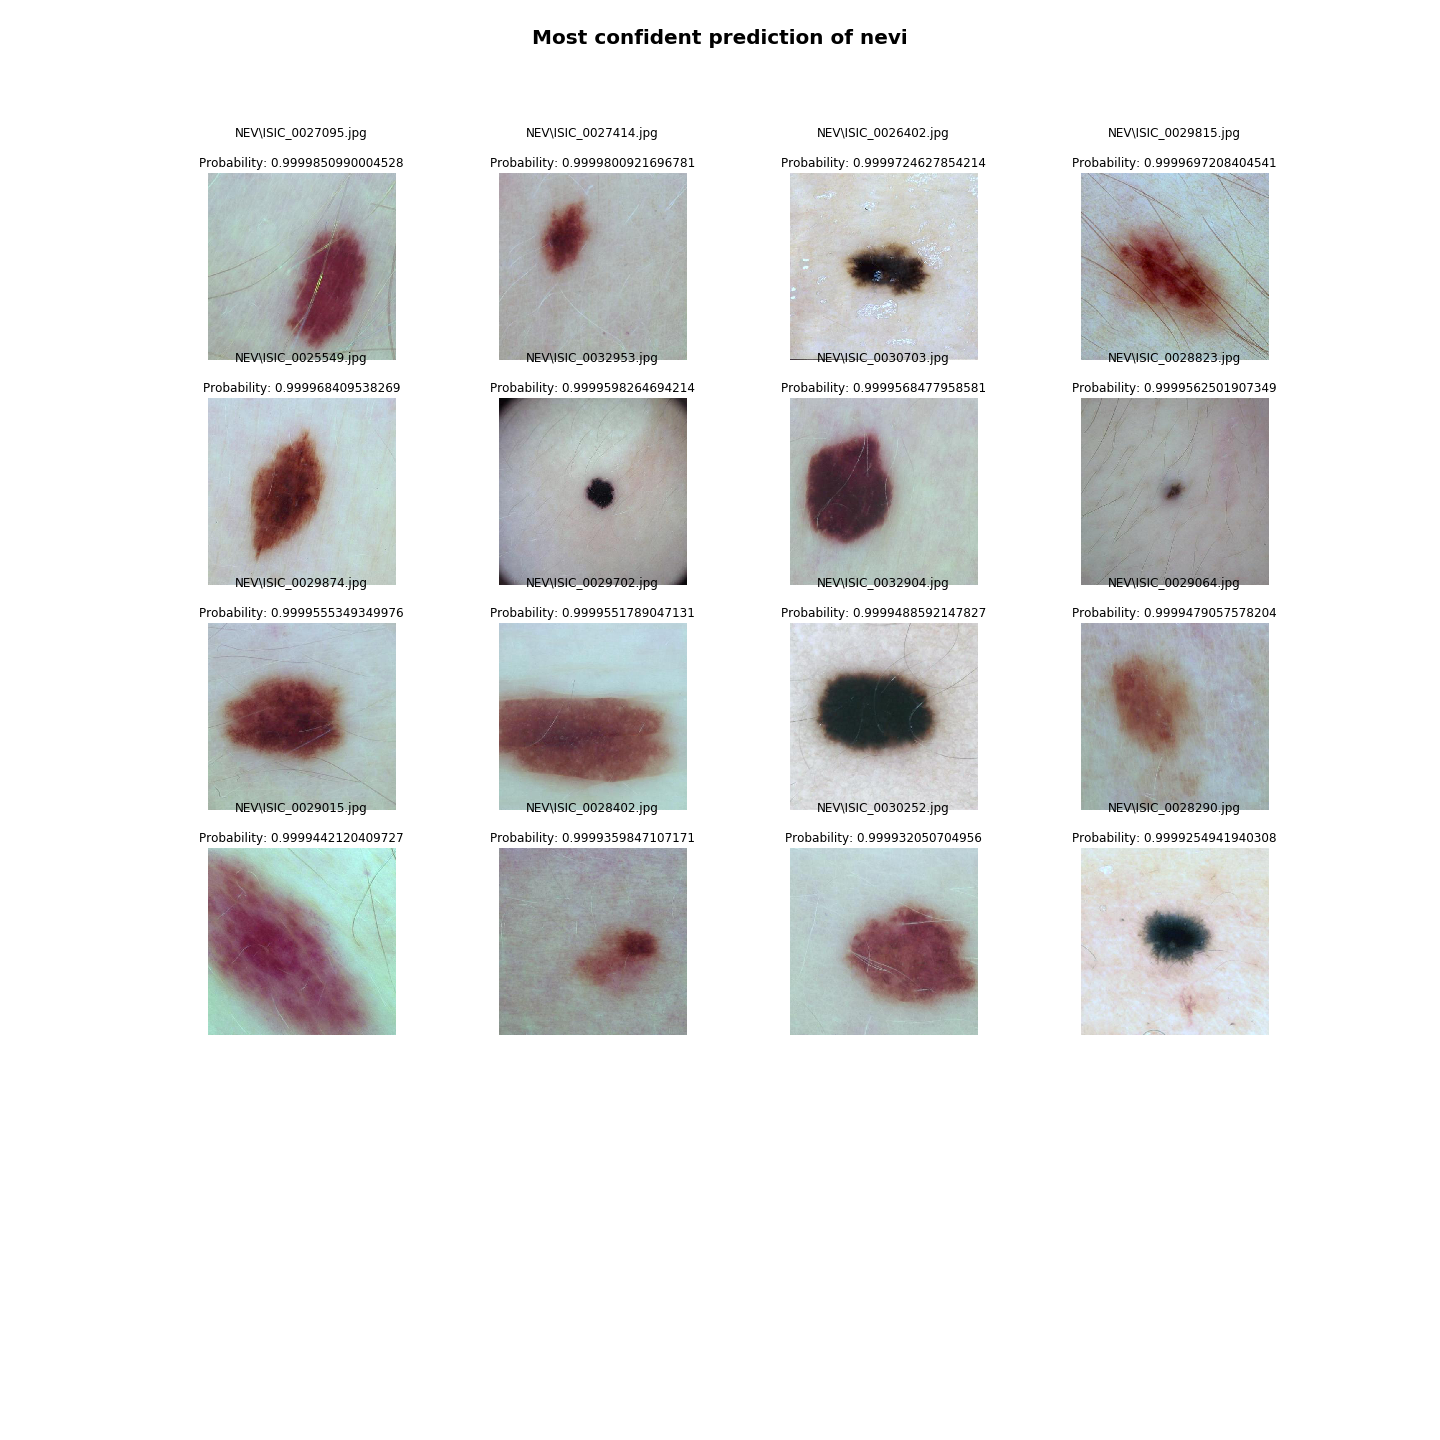 Most confident prediction of nevi
NEV\ISIC_0027095.jpg
Probability: 0.9999850990004528
NEV\ISIC_0027414.jpg
Probability: 0.9999800921696781
NEV\ISIC_0026402.jpg
Probability: 0.9999724627854214
NEV\ISIC_0029815.jpg
Probability: 0.9999697208404541
NEV\ISIC_0025549.jpg
Probability: 0.999968409538269
NEV\ISIC_0032953.jpg
Probability: 0.9999598264694214
NEV\ISIC_0030703.jpg
Probability: 0.9999568477958581
NEV\ISIC_0028823.jpg
Probability: 0.9999562501907349
NEV\ISIC_0029874.jpg
Probability: 0.9999555349349976
NEV\ISIC_0029702.jpg
Probability: 0.9999551789047131
NEV\ISIC_0032904.jpg
Probability: 0.9999488592147827
NEV\ISIC_0029064.jpg
Probability: 0.9999479057578204
NEV\ISIC_0029015.jpg
Probability: 0.9999442120409727
NEV\ISIC_0028402.jpg
Probability: 0.9999359847107171
NEV\ISIC_0030252.jpg
Probability: 0.999932050704956
NEV\ISIC_0028290.jpg
Probability: 0.9999254941940308